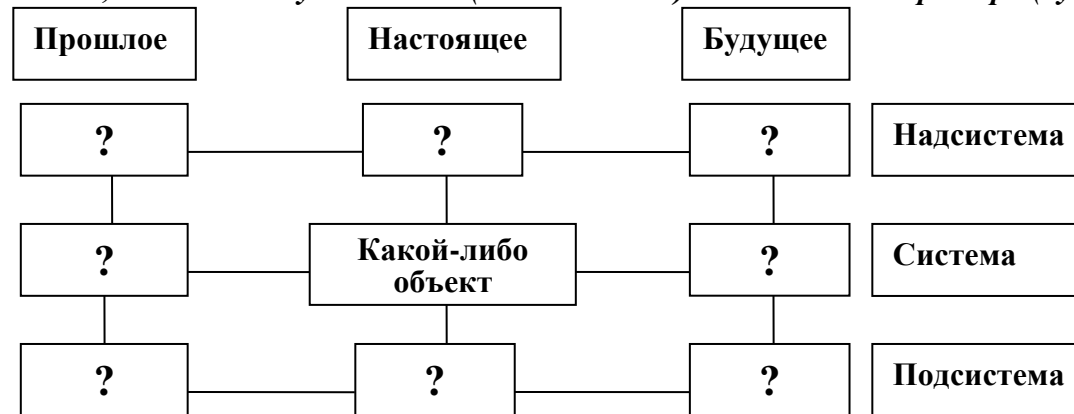 Прошлое Настоящее Будущее
? ? ? Надсистема
? Какой-либо объект ? Система
? ? ? Подсистема